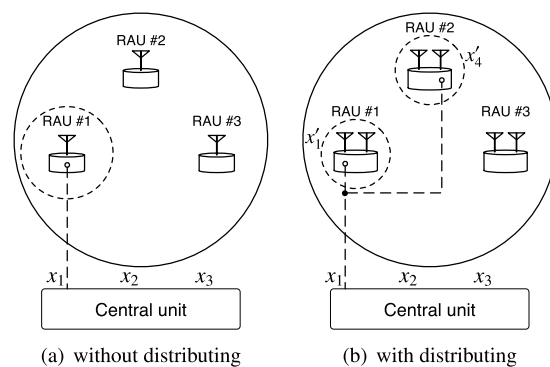 RAU #2
RAU #1
RAU #3
x₁ x₂ x₃
Central unit
(a) without distributing
RAU #2
x′₄
RAU #1
RAU #3
x′₁
x₁ x₂ x₃
Central unit
(b) with distributing